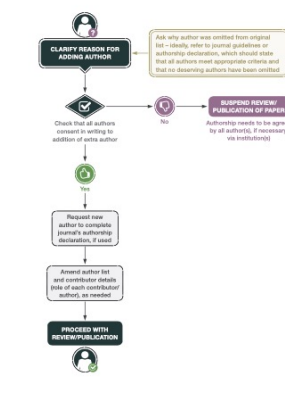 CLARIFY REASON FOR
ADDING AUTHOR
Ask why author was omitted from original
list – ideally, refer to journal guidelines or
authorship declaration, which should state
that all authors meet appropriate criteria and
that no deserving authors have been omitted
Check that all authors
consent in writing to
addition of extra author
No
SUSPEND REVIEW/
PUBLICATION OF PAPER
Authorship needs to be agre
by all author(s), if necessary
via institution(s)
Yes
Request new
author to complete
journal's authorship
declaration, if used
Amend author list
and contributor details
(role of each contributor/
author), as needed
PROCEED WITH
REVIEW/PUBLICATION